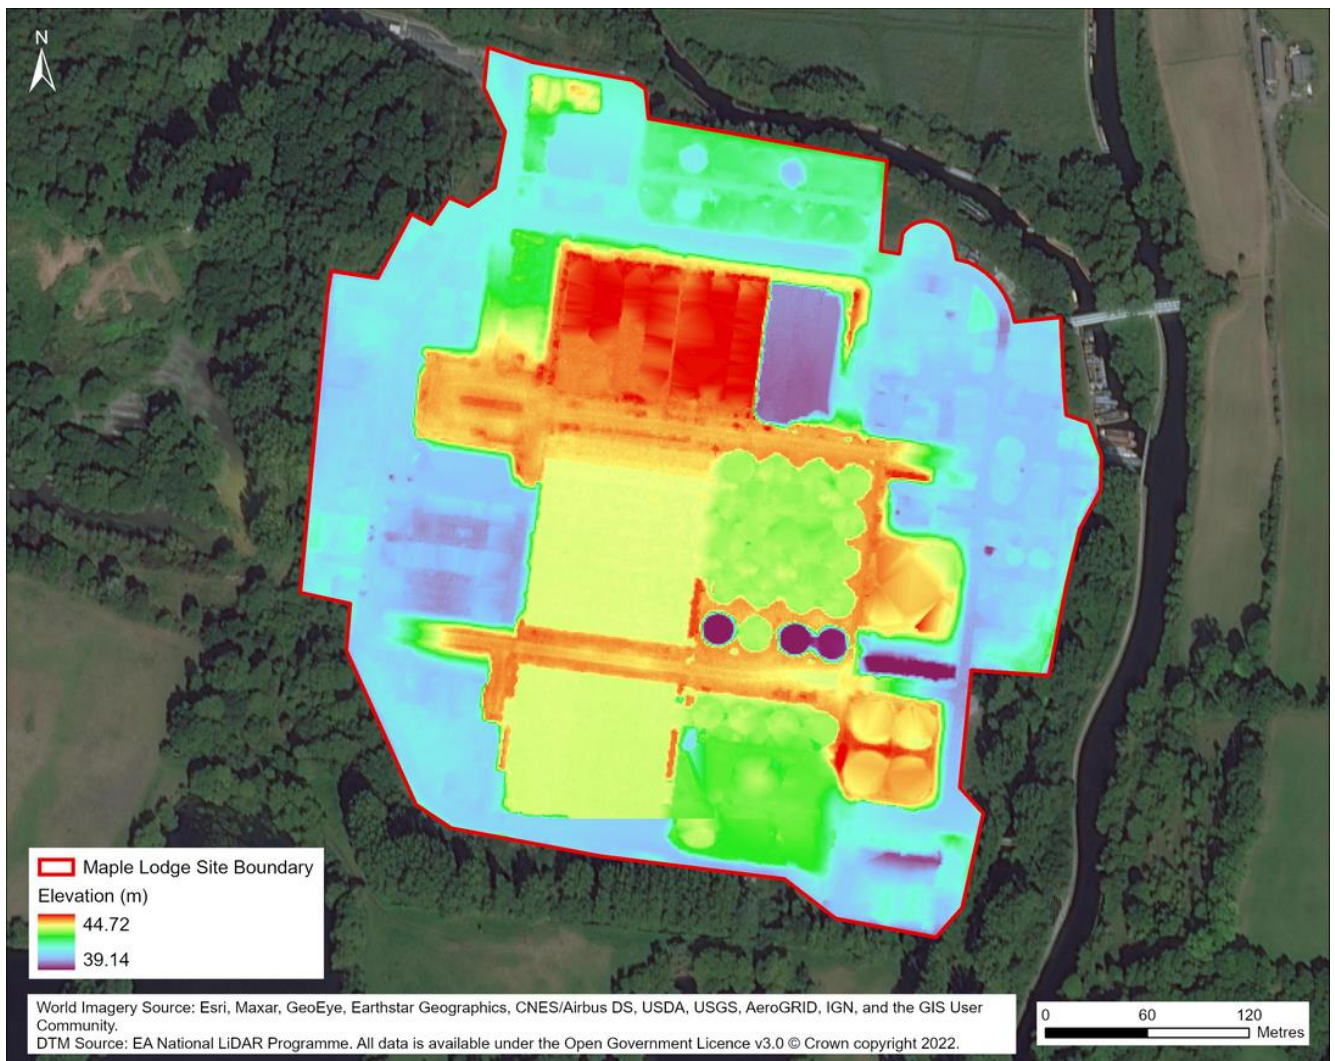 N
Maple Lodge Site Boundary
Elevation (m)
44.72
39.14
World Imagery Source: Esri, Maxar, GeoEye, Earthstar Geographics, CNES/Airbus DS, USDA, USGS, AeroGRID, IGN, and the GIS User
Community.
DTM Source: EA National LiDAR Programme. All data is available under the Open Government Licence v3.0 © Crown copyright 2022.
0 60 120
Metres